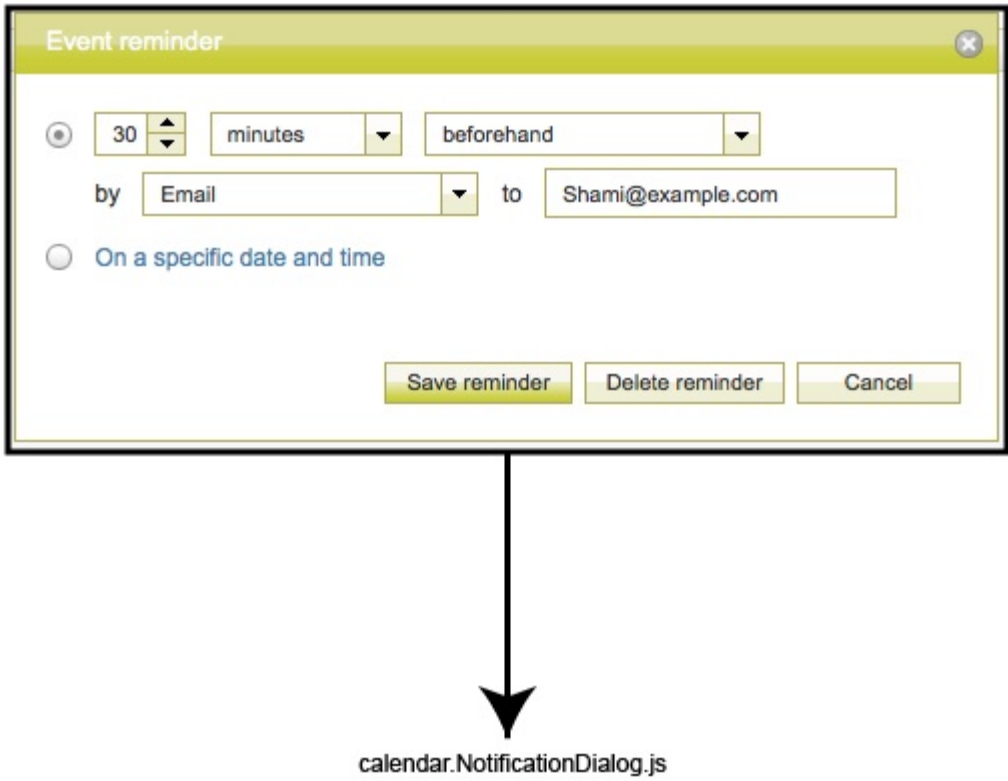 Event reminder
30 minutes beforehand
by Email to Shami@example.com
On a specific date and time
Save reminder Delete reminder Cancel
calendar.NotificationDialog.js